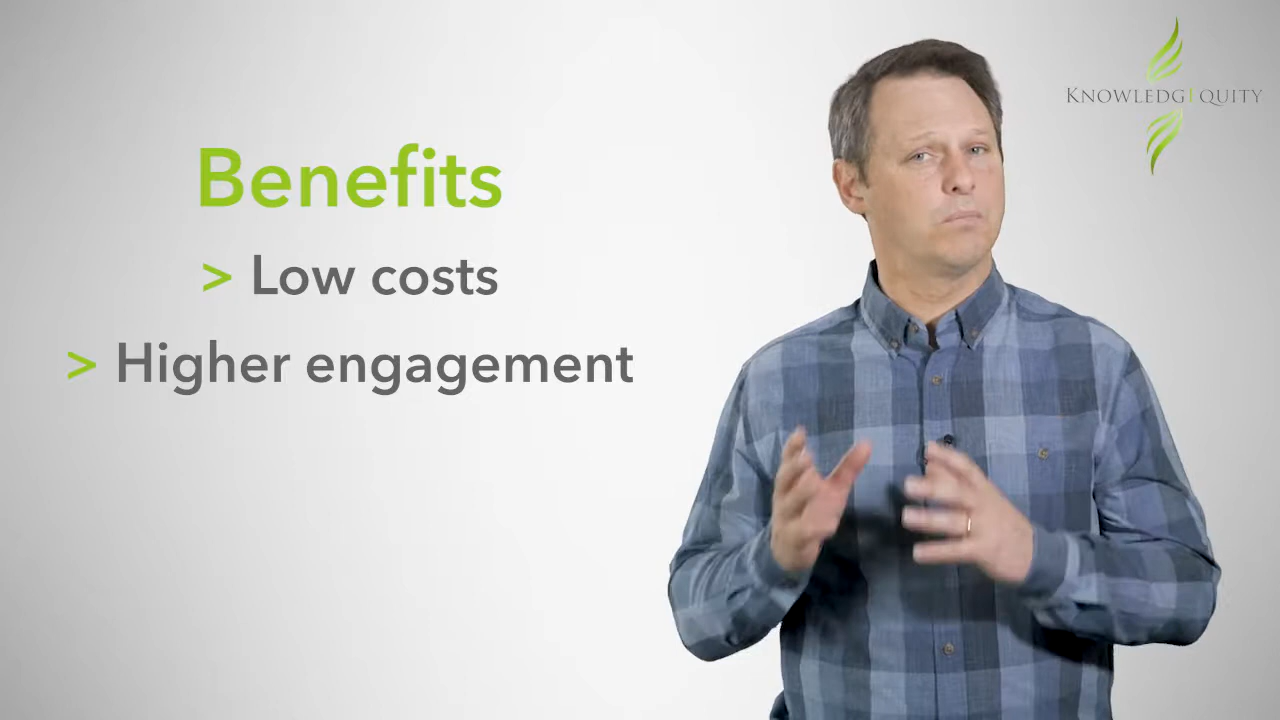 KNOWLEDGEQUITY
Benefits
> Low costs
> Higher engagement